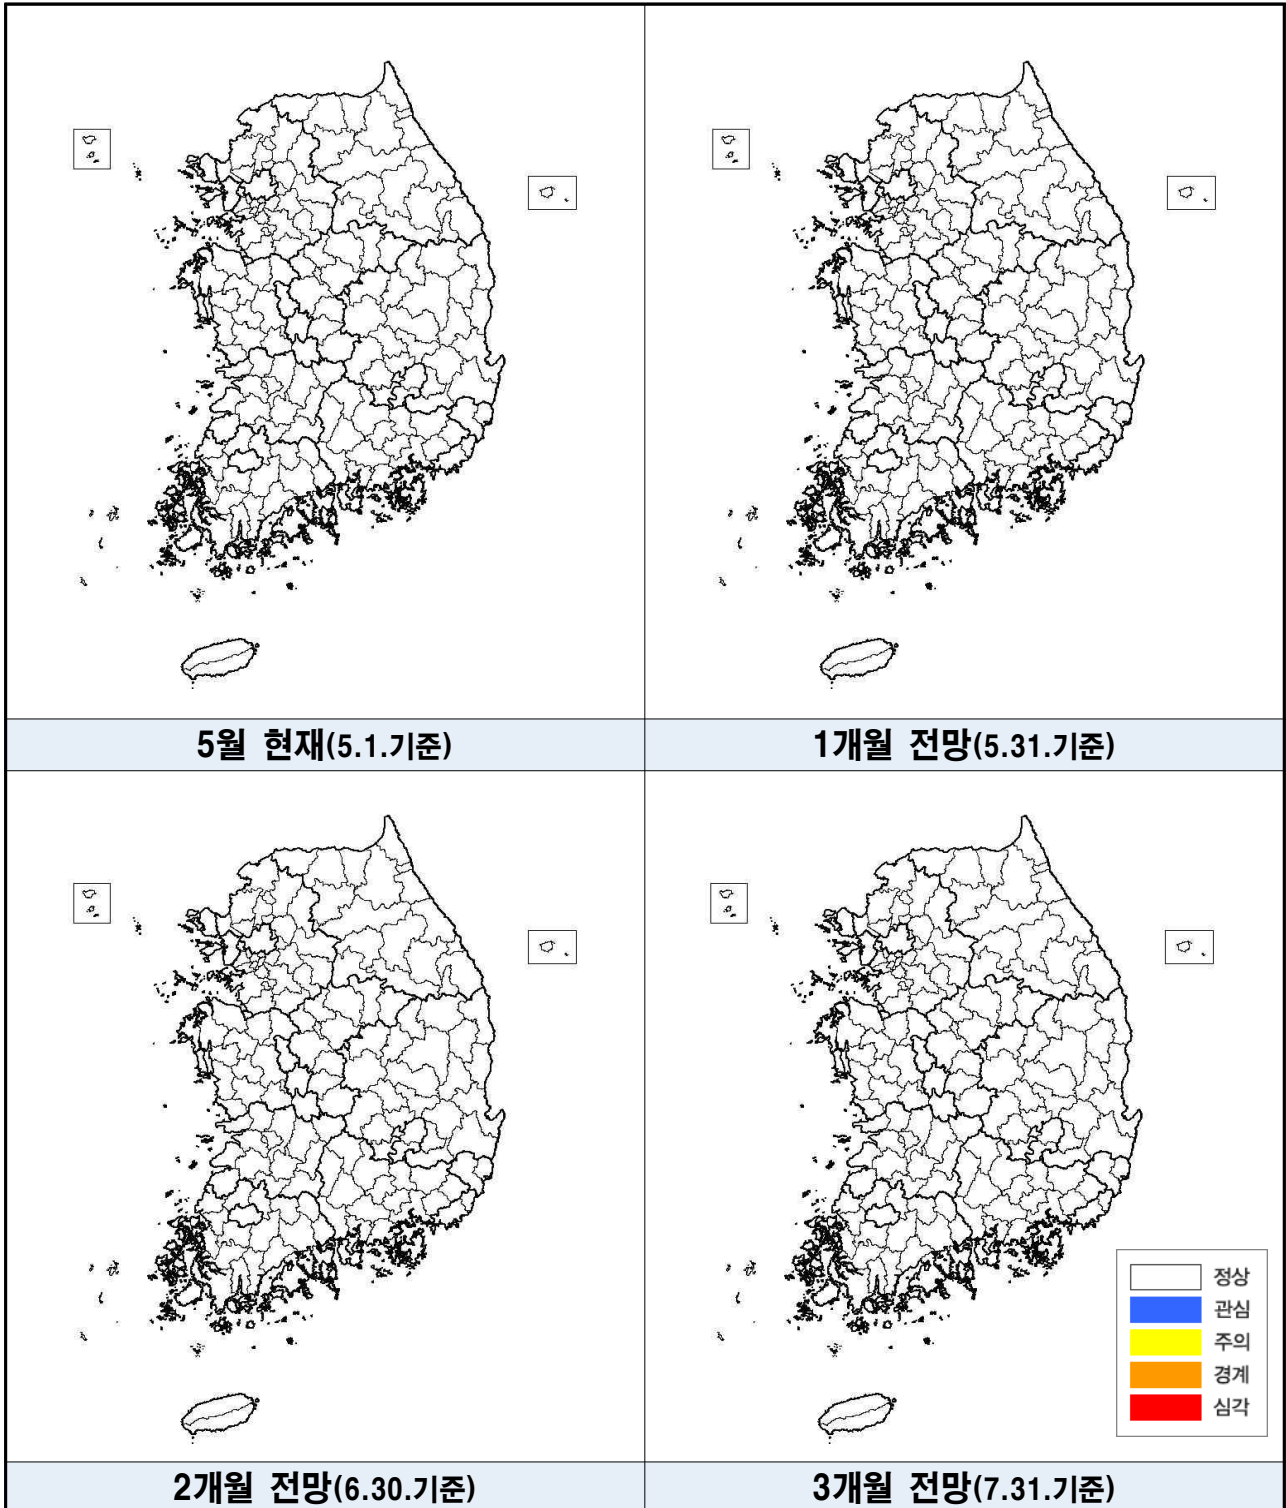 5월 현재(5.1.기준)
1개월 전망(5.31.기준)
정상
관심
주의
경계
심각
2개월 전망(6.30.기준)
3개월 전망(7.31.기준)